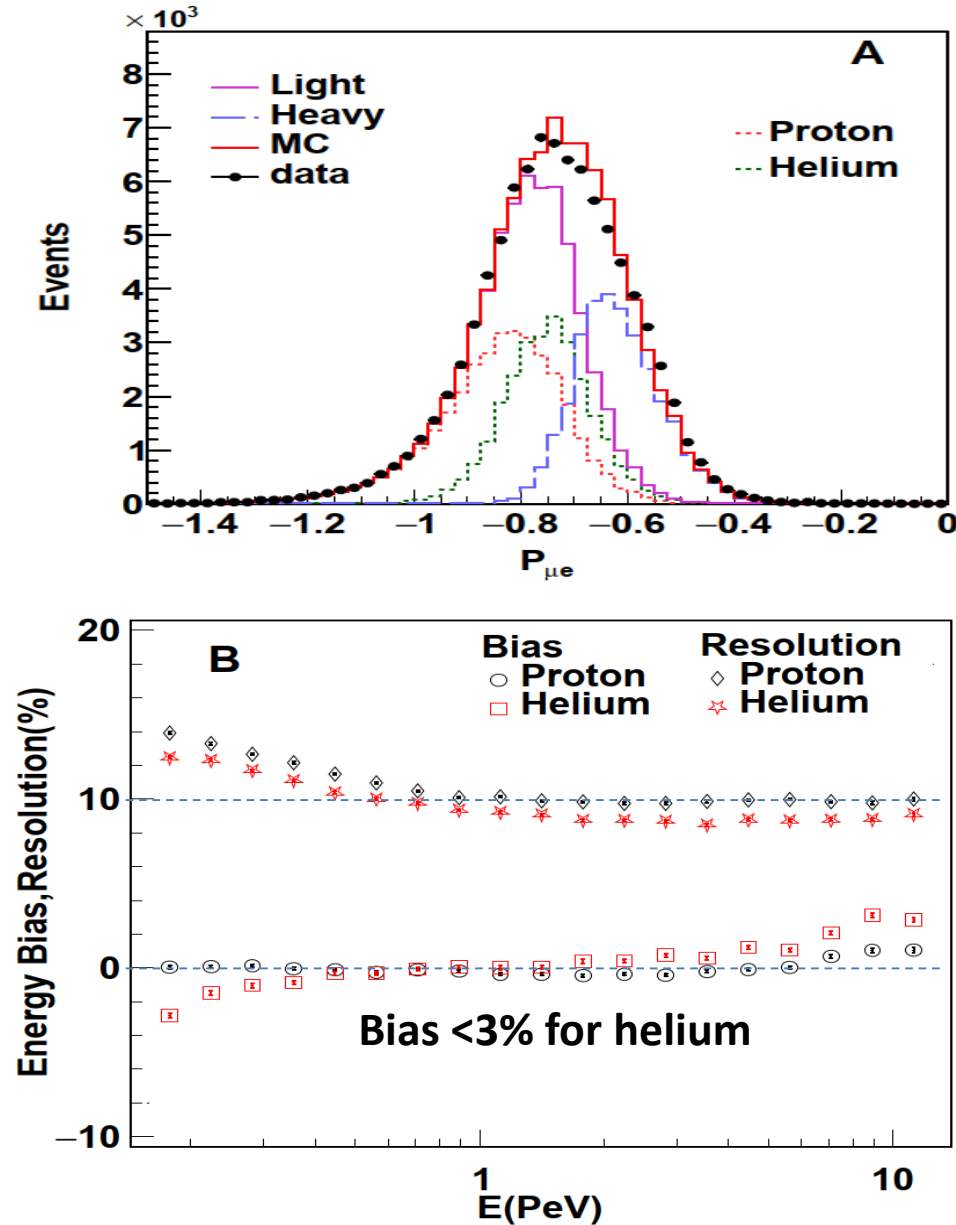 × 10³
A
Light
Heavy
MC
data
Proton
Helium
8
7
6
5
4
3
2
1
0
Events
−1.4 −1.2 −1 −0.8 −0.6 −0.4 −0.2 0
Pμe
B
Bias Resolution
Proton Proton
Helium Helium
20
10
0
−10
Energy Bias,Resolution(%)
Bias <3% for helium
1 10
E(PeV)